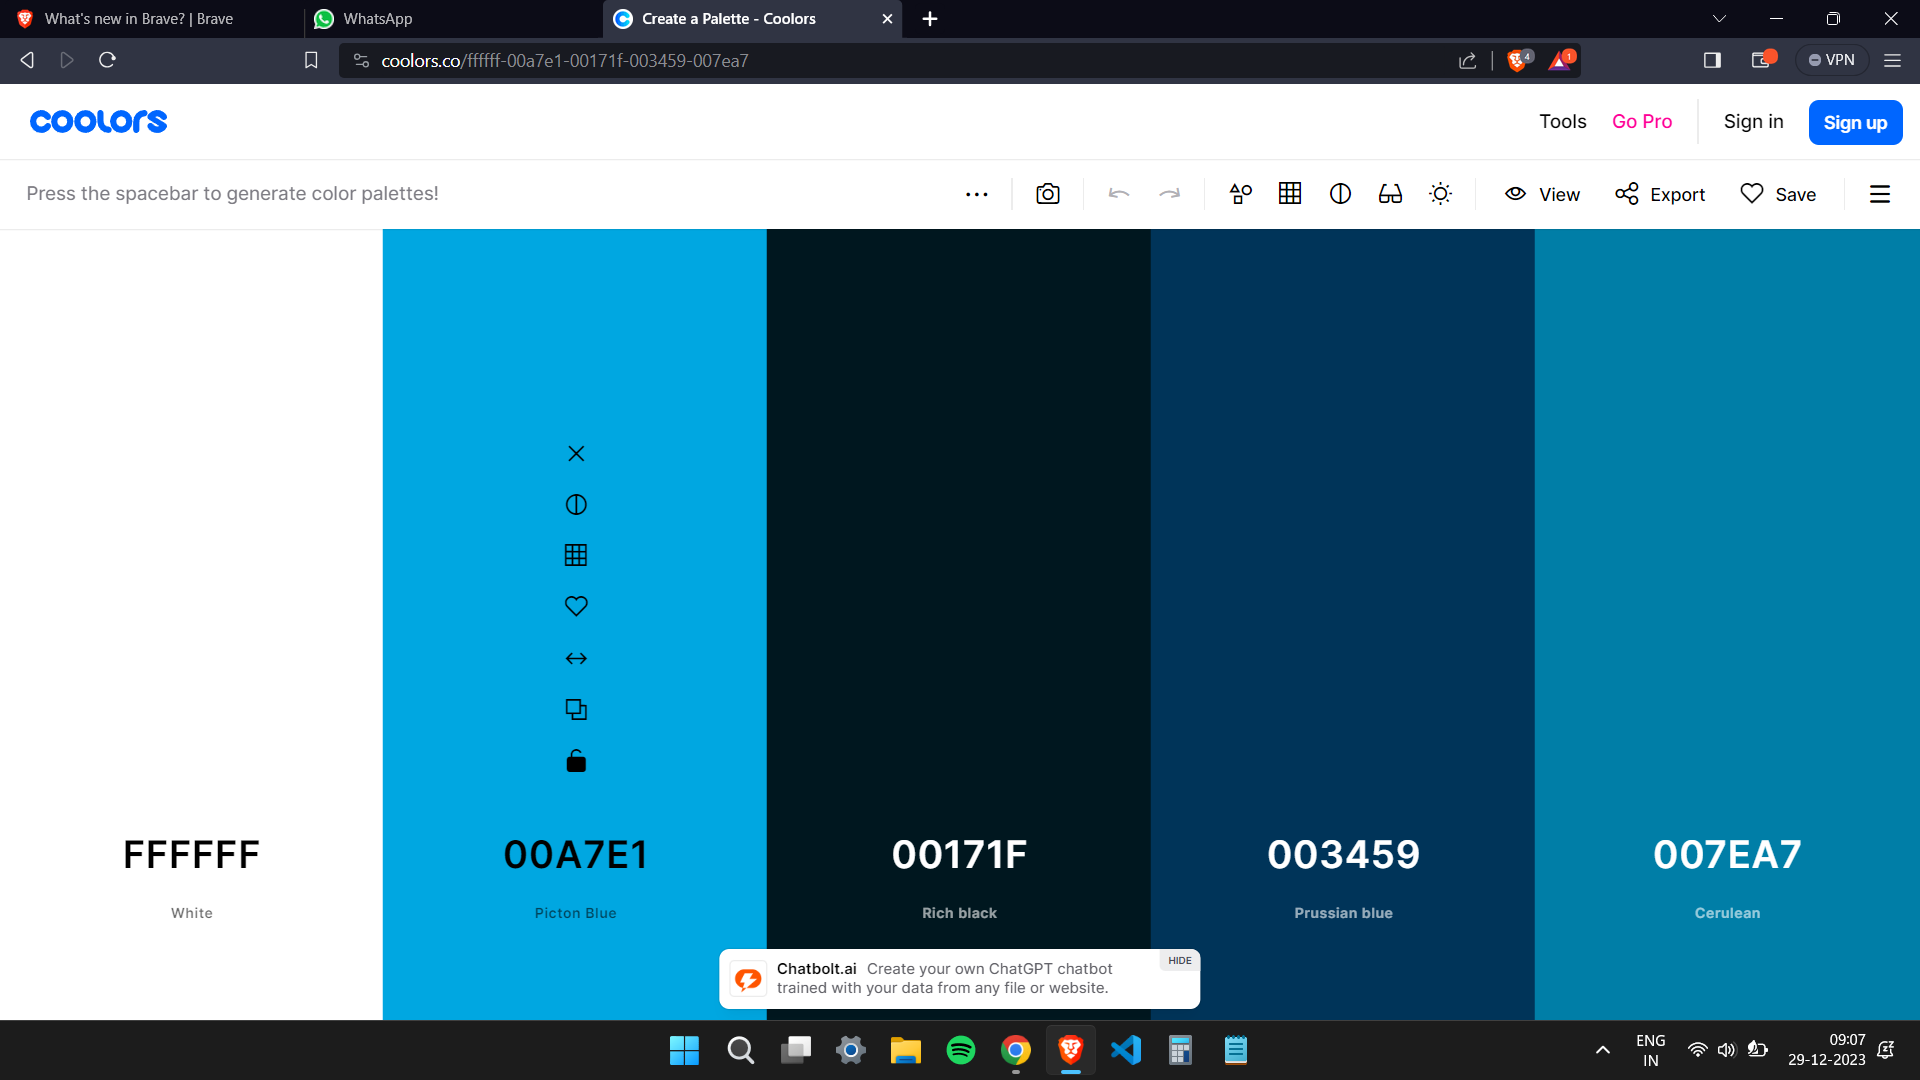 What's new in Brave? | Brave
WhatsApp
Create a Palette - Coolors
coolors.co/ffffff-00a7e1-00171f-003459-007ea7
4
1
VPN
coolors
Tools
Go Pro
Sign in
Sign up
Press the spacebar to generate color palettes!
View
Export
Save
FFFFFF
00A7E1
00171F
003459
007EA7
White
Picton Blue
Rich black
Prussian blue
Cerulean
Chatbolt.ai Create your own ChatGPT chatbot
trained with your data from any file or website.
HIDE
ENG
IN
09:07
29-12-2023